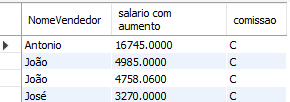 NomeVendedor salario com aumento comissao
Antonio 16745.0000 C
João 4985.0000 C
João 4758.0600 C
José 3270.0000 C